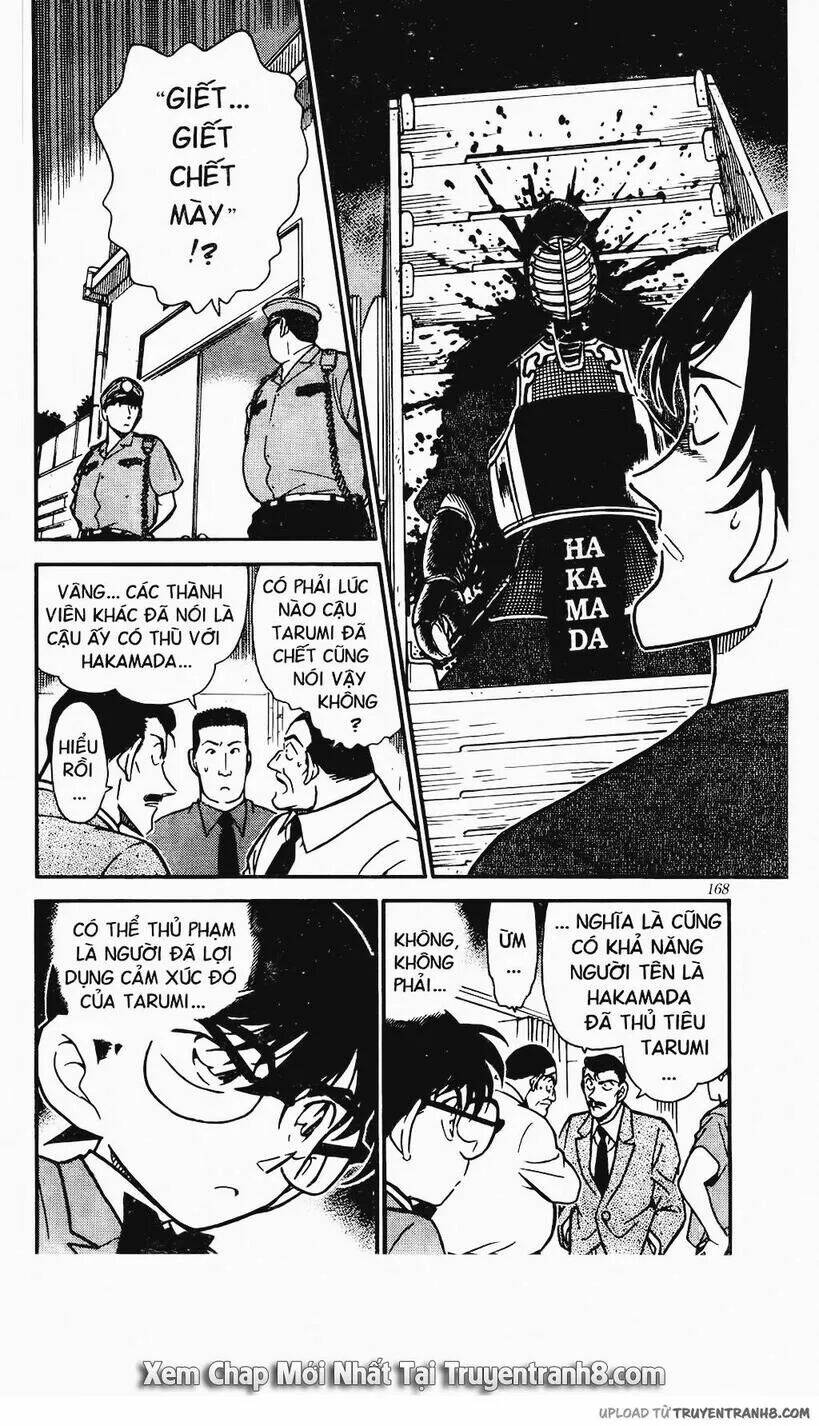 "GIẾT...
GIẾT
CHẾT
MÀY"
!?
HA
KA
MA
DA
CÓ PHẢI LÚC
NÀO CẬU
TARUMI ĐÃ
CHẾT CŨNG
NÓI VẬY
KHÔNG
?
VÂNG... CÁC THÀNH
VIÊN KHÁC ĐÃ NÓI LÀ
CẬU ẤY CÓ THÙ VỚI
HAKAMADA...
HIỂU
RỒI
...
168
... NGHĨA LÀ CŨNG
CÓ KHẢ NĂNG
NGƯỜI TÊN LÀ
HAKAMADA
ĐÃ THỦ TIÊU
TARUMI
...
ỪM
...
KHÔNG,
KHÔNG
PHẢI...
CÓ THỂ THỦ PHẠM
LÀ NGƯỜI ĐÃ LỢI
DỤNG CẢM XÚC ĐÓ
CỦA TARUMI...
Xem Chap Mới Nhất Tại Truyentranh8.com
UPLOAD TỪ TRUYENTRANH8.COM